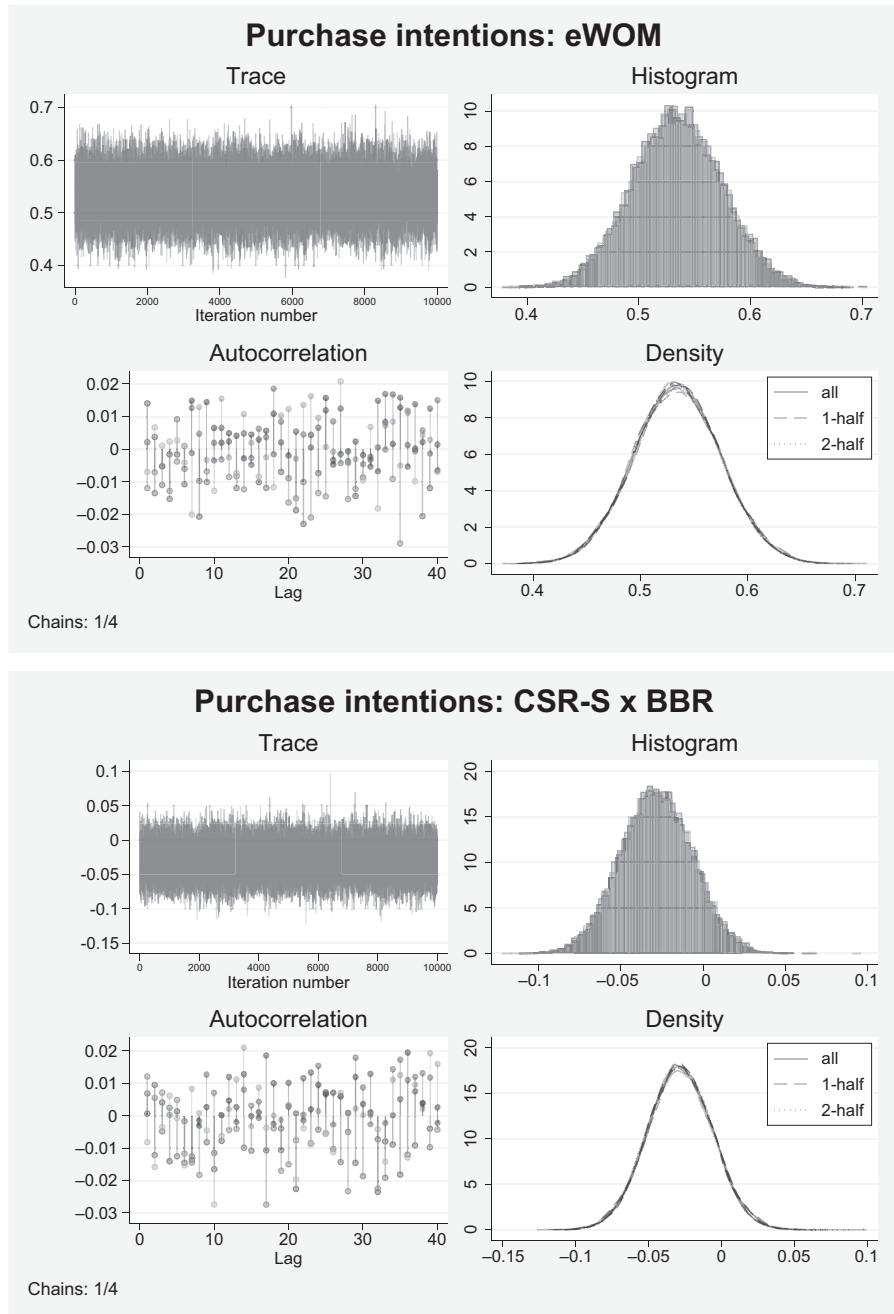 Purchase intentions: eWOM
Trace
0.7
0.6
0.5
0.4
0 2000 4000 6000 8000 10000
Iteration number
Histogram
10
8
6
4
2
0
0.4 0.5 0.6 0.7
Autocorrelation
0.02
0.01
0
–0.01
–0.02
–0.03
0 10 20 30 40
Lag
Density
10
8
6
4
2
0
0.4 0.5 0.6 0.7
all
1-half
2-half
Chains: 1/4
Purchase intentions: CSR-S x BBR
Trace
0.1
0.05
0
-0.05
-0.1
-0.15
0 2000 4000 6000 8000 10000
Iteration number
Histogram
20
15
10
5
0
–0.1 –0.05 0 0.05 0.1
Autocorrelation
0.02
0.01
0
–0.01
–0.02
–0.03
0 10 20 30 40
Lag
Density
20
15
10
5
0
–0.15 –0.1 –0.05 0 0.05 0.1
all
1-half
2-half
Chains: 1/4